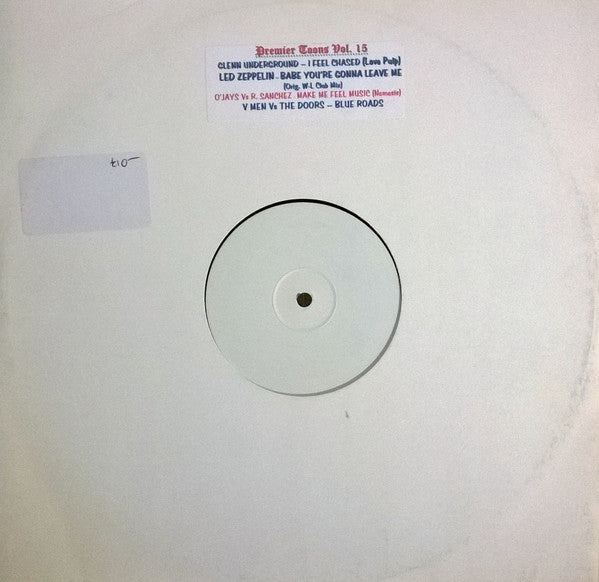 Premier Toons Vol. 15
GLENN UNDERGROUND – I FEEL CHASED (Love Pulp)
LED ZEPPELIN - BABE YOU'RE GONNA LEAVE ME
(Orig. W-L Club Mix)
O'JAYS Vs R. SANCHEZ - MAKE ME FEEL MUSIC (Nemesis)
V MEN Vs THE DOORS – BLUE ROADS
£10–